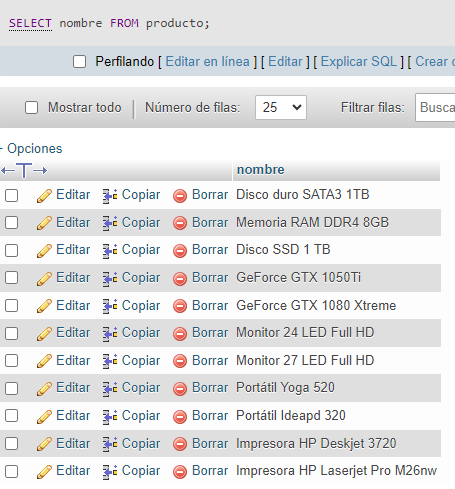 SELECT nombre FROM producto;
Perfilando [ Editar en línea ] [ Editar ] [ Explicar SQL ] [ Crear
Mostrar todo Número de filas: 25 Filtrar filas: Busca
+ Opciones
←T→ nombre
Editar Copiar Borrar Disco duro SATA3 1TB
Editar Copiar Borrar Memoria RAM DDR4 8GB
Editar Copiar Borrar Disco SSD 1 TB
Editar Copiar Borrar GeForce GTX 1050Ti
Editar Copiar Borrar GeForce GTX 1080 Xtreme
Editar Copiar Borrar Monitor 24 LED Full HD
Editar Copiar Borrar Monitor 27 LED Full HD
Editar Copiar Borrar Portátil Yoga 520
Editar Copiar Borrar Portátil Ideapd 320
Editar Copiar Borrar Impresora HP Deskjet 3720
Editar Copiar Borrar Impresora HP Laserjet Pro M26nw